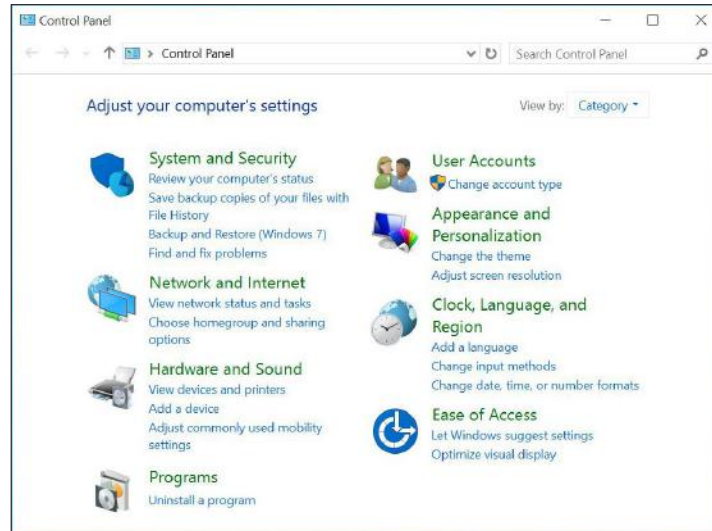 Control Panel
Control Panel
Search Control Panel
Adjust your computer's settings
View by: Category
System and Security
Review your computer's status
Save backup copies of your files with
File History
Backup and Restore (Windows 7)
Find and fix problems
Network and Internet
View network status and tasks
Choose homegroup and sharing
options
Hardware and Sound
View devices and printers
Add a device
Adjust commonly used mobility
settings
Programs
Uninstall a program
User Accounts
Change account type
Appearance and
Personalization
Change the theme
Adjust screen resolution
Clock, Language, and
Region
Add a language
Change input methods
Change date, time, or number formats
Ease of Access
Let Windows suggest settings
Optimize visual display